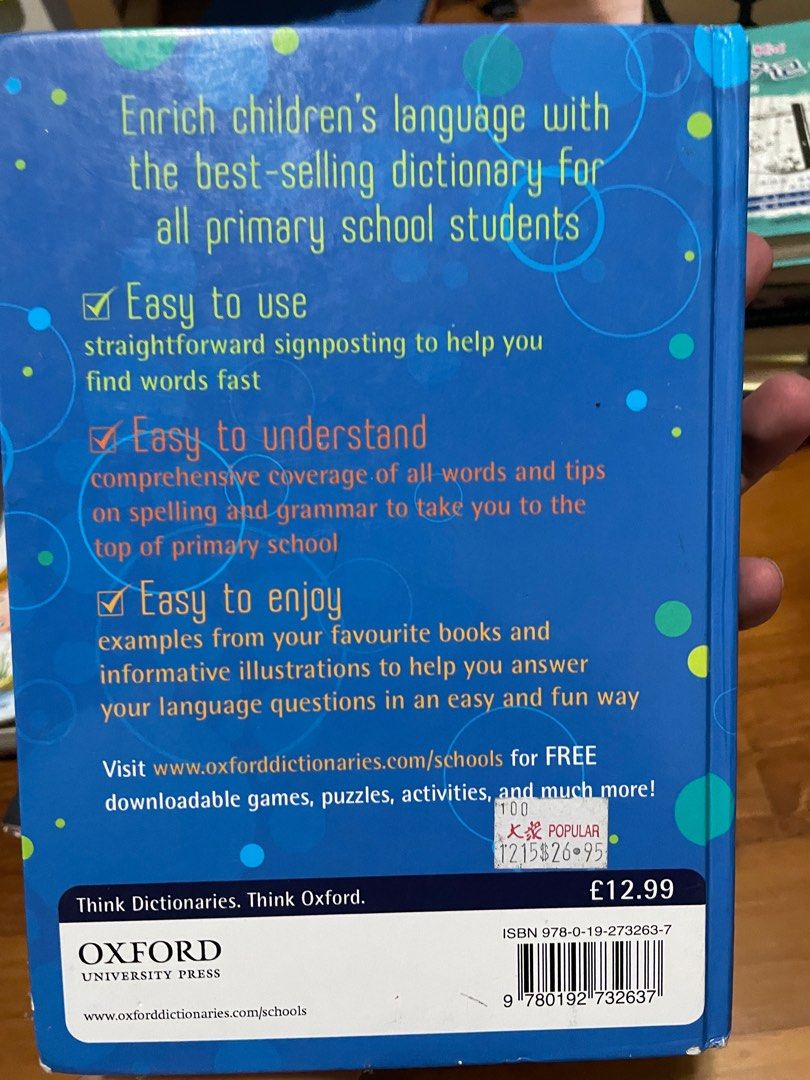 Enrich children's language with
the best-selling dictionary for
all primary school students
Easy to use
straightforward signposting to help you
find words fast
Easy to understand
comprehensive coverage of all words and tips
on spelling and grammar to take you to the
top of primary school
Easy to enjoy
examples from your favourite books and
informative illustrations to help you answer
your language questions in an easy and fun way
Visit www.oxforddictionaries.com/schools for FREE
downloadable games, puzzles, activities, and much more!
100
大众 POPULAR
1215$26.95
Think Dictionaries. Think Oxford.
£12.99
OXFORD
UNIVERSITY PRESS
www.oxforddictionaries.com/schools
ISBN 978-0-19-273263-7
9 780192 732637